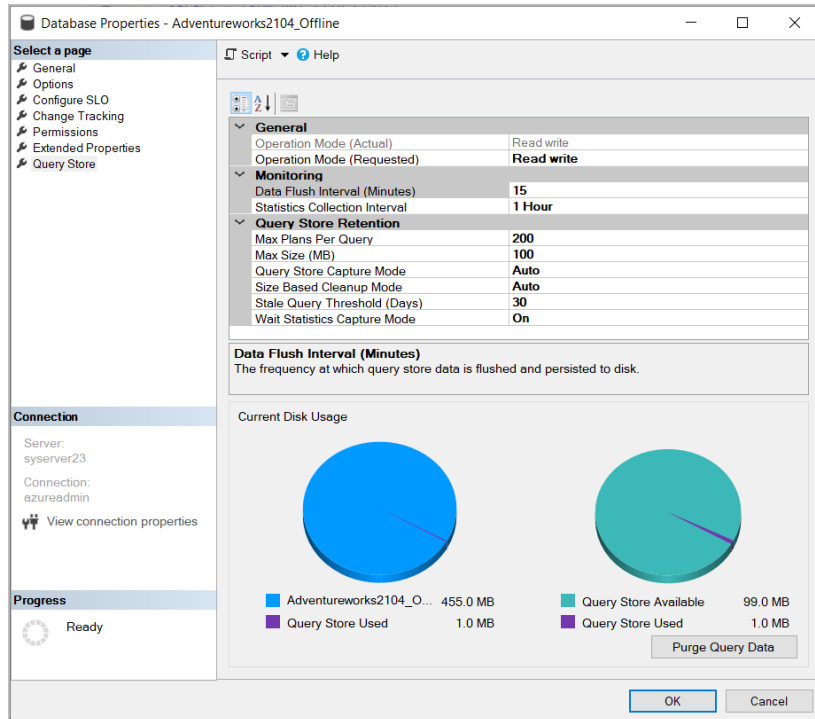 Database Properties - Adventureworks2104_Offline
Select a page
General
Options
Configure SLO
Change Tracking
Permissions
Extended Properties
Query Store
Script Help
General
Operation Mode (Actual) Read write
Operation Mode (Requested) Read write
Monitoring
Data Flush Interval (Minutes) 15
Statistics Collection Interval 1 Hour
Query Store Retention
Max Plans Per Query 200
Max Size (MB) 100
Query Store Capture Mode Auto
Size Based Cleanup Mode Auto
Stale Query Threshold (Days) 30
Wait Statistics Capture Mode On
Data Flush Interval (Minutes)
The frequency at which query store data is flushed and persisted to disk.
Connection
Server:
syserver23
Connection:
azureadmin
View connection properties
Progress
Ready
Current Disk Usage
Adventureworks2104_O... 455.0 MB
Query Store Used 1.0 MB
Query Store Available 99.0 MB
Query Store Used 1.0 MB
Purge Query Data
OK Cancel